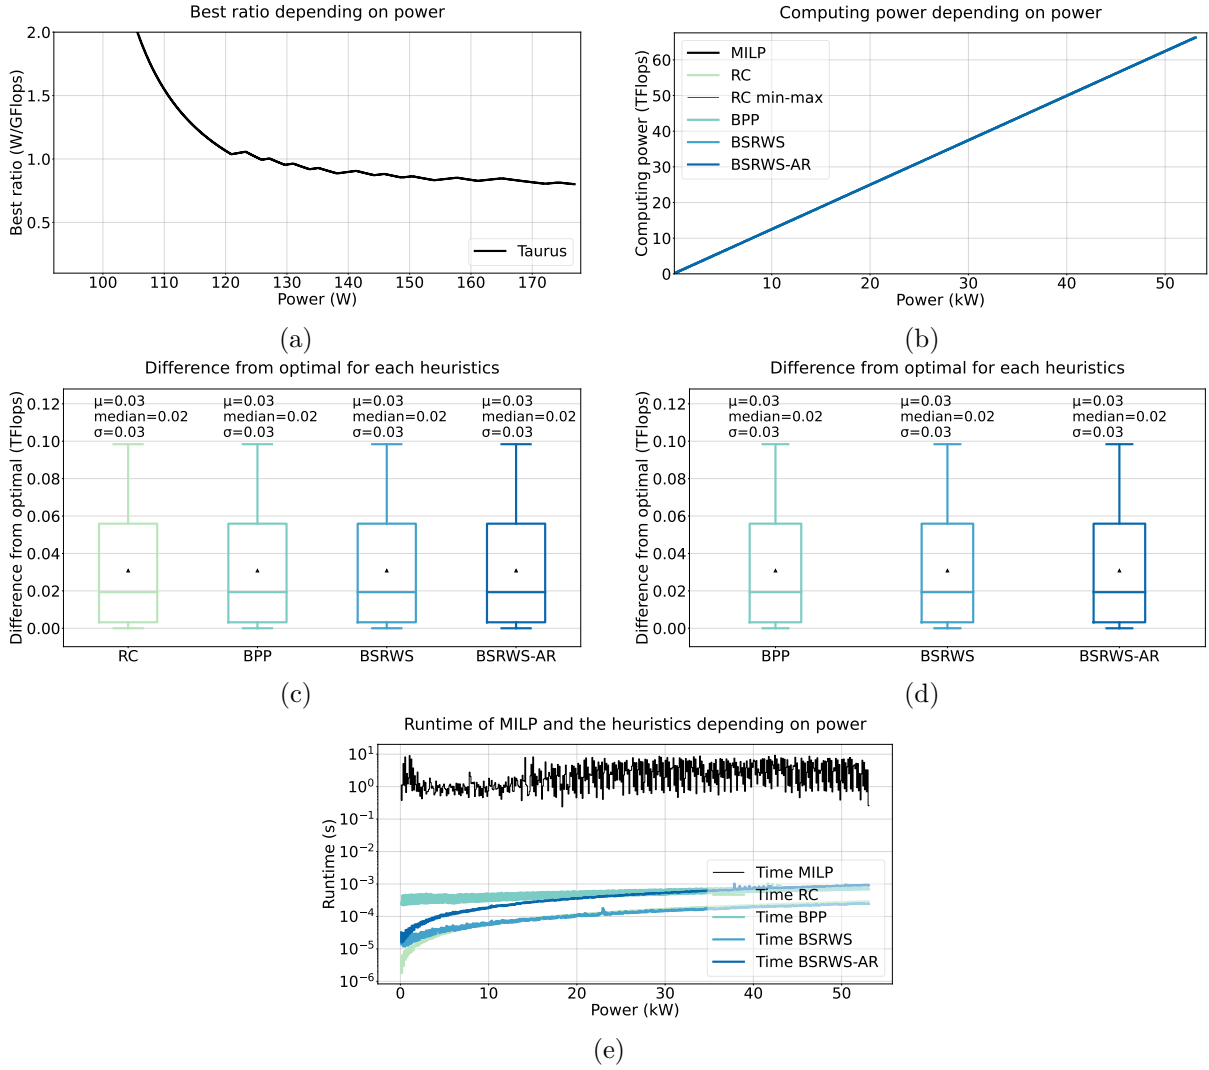 Best ratio depending on power
Best ratio (W/GFlops)
2.0
1.5
1.0
0.5
Taurus
100 110 120 130 140 150 160 170
Power (W)
(a)
Computing power depending on power
Computing power (TFlops)
60
50
40
30
20
10
0
MILP
RC
RC min-max
BPP
BSRWS
BSRWS-AR
10 20 30 40 50
Power (kW)
(b)
Difference from optimal for each heuristics
Difference from optimal (TFlops)
0.12
0.10
0.08
0.06
0.04
0.02
0.00
μ=0.03 μ=0.03 μ=0.03 μ=0.03
median=0.02 median=0.02 median=0.02 median=0.02
σ=0.03 σ=0.03 σ=0.03 σ=0.03
RC BPP BSRWS BSRWS-AR
(c)
Difference from optimal for each heuristics
Difference from optimal (TFlops)
0.12
0.10
0.08
0.06
0.04
0.02
0.00
μ=0.03 μ=0.03 μ=0.03
median=0.02 median=0.02 median=0.02
σ=0.03 σ=0.03 σ=0.03
BPP BSRWS BSRWS-AR
(d)
Runtime of MILP and the heuristics depending on power
Runtime (s)
10¹
10⁰
10⁻¹
10⁻²
10⁻³
10⁻⁴
10⁻⁵
10⁻⁶
Time MILP
Time RC
Time BPP
Time BSRWS
Time BSRWS-AR
0 10 20 30 40 50
Power (kW)
(e)